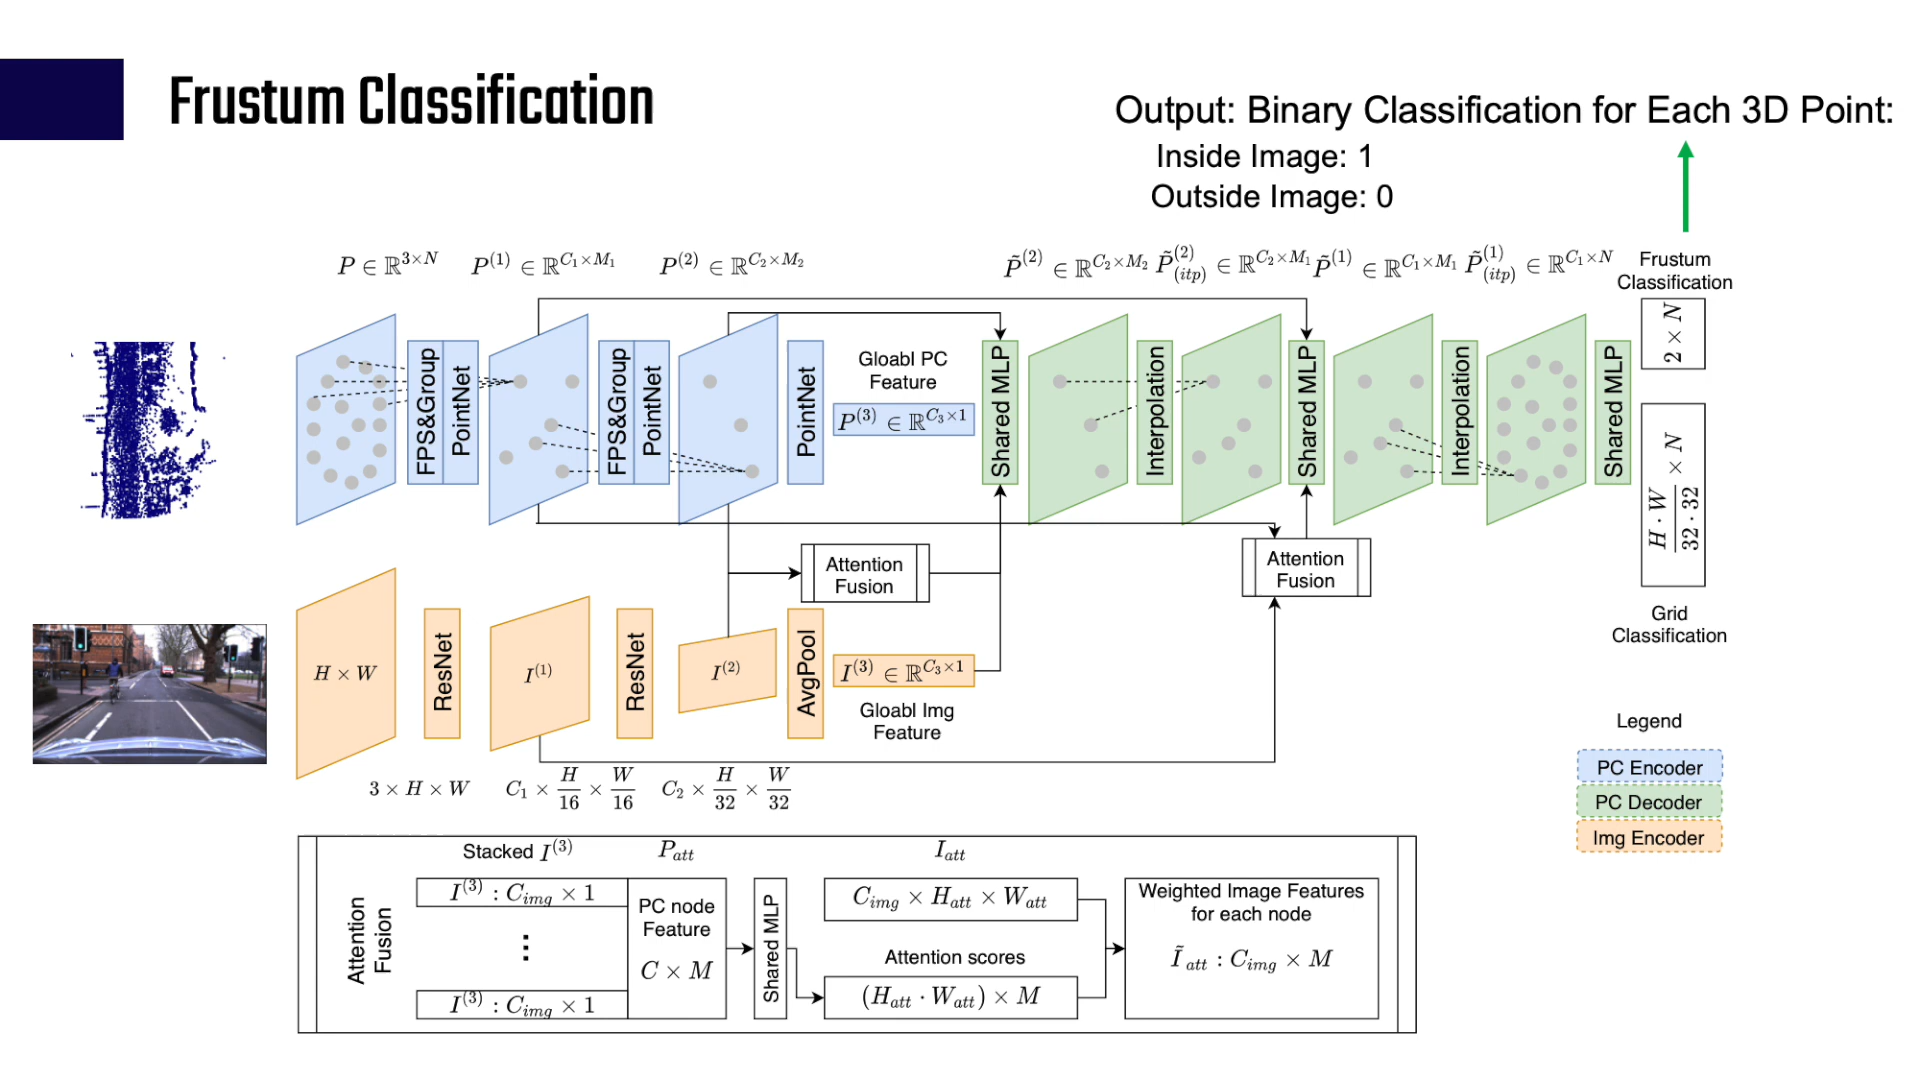 Frustum Classification
Output: Binary Classification for Each 3D Point:
Inside Image: 1
Outside Image: 0
P ∈ ℝ^{3×N}
P^{(1)} ∈ ℝ^{C_1×M_1}
P^{(2)} ∈ ℝ^{C_2×M_2}
P̃^{(2)} ∈ ℝ^{C_2×M_2}
P̃^{(2)}_{(itp)} ∈ ℝ^{C_2×M_1}
P̃^{(1)} ∈ ℝ^{C_1×M_1}
P̃^{(1)}_{(itp)} ∈ ℝ^{C_1×N}
Frustum
Classification
2 × N
FPS&Group
PointNet
FPS&Group
PointNet
PointNet
Gloabl PC
Feature
P^{(3)} ∈ ℝ^{C_3×1}
Shared MLP
Interpolation
Shared MLP
Interpolation
Shared MLP
H · W / 32 · 32 × N
Grid
Classification
Attention
Fusion
Attention
Fusion
H × W
ResNet
I^{(1)}
ResNet
I^{(2)}
AvgPool
I^{(3)} ∈ ℝ^{C_3×1}
Gloabl Img
Feature
3 × H × W
C_1 × H/16 × W/16
C_2 × H/32 × W/32
Legend
PC Encoder
PC Decoder
Img Encoder
Attention
Fusion
Stacked I^{(3)}
I^{(3)} : C_{img} × 1
⋮
I^{(3)} : C_{img} × 1
P_{att}
PC node
Feature
C × M
Shared MLP
I_{att}
C_{img} × H_{att} × W_{att}
Attention scores
(H_{att} · W_{att}) × M
Weighted Image Features
for each node
Ĩ_{att} : C_{img} × M